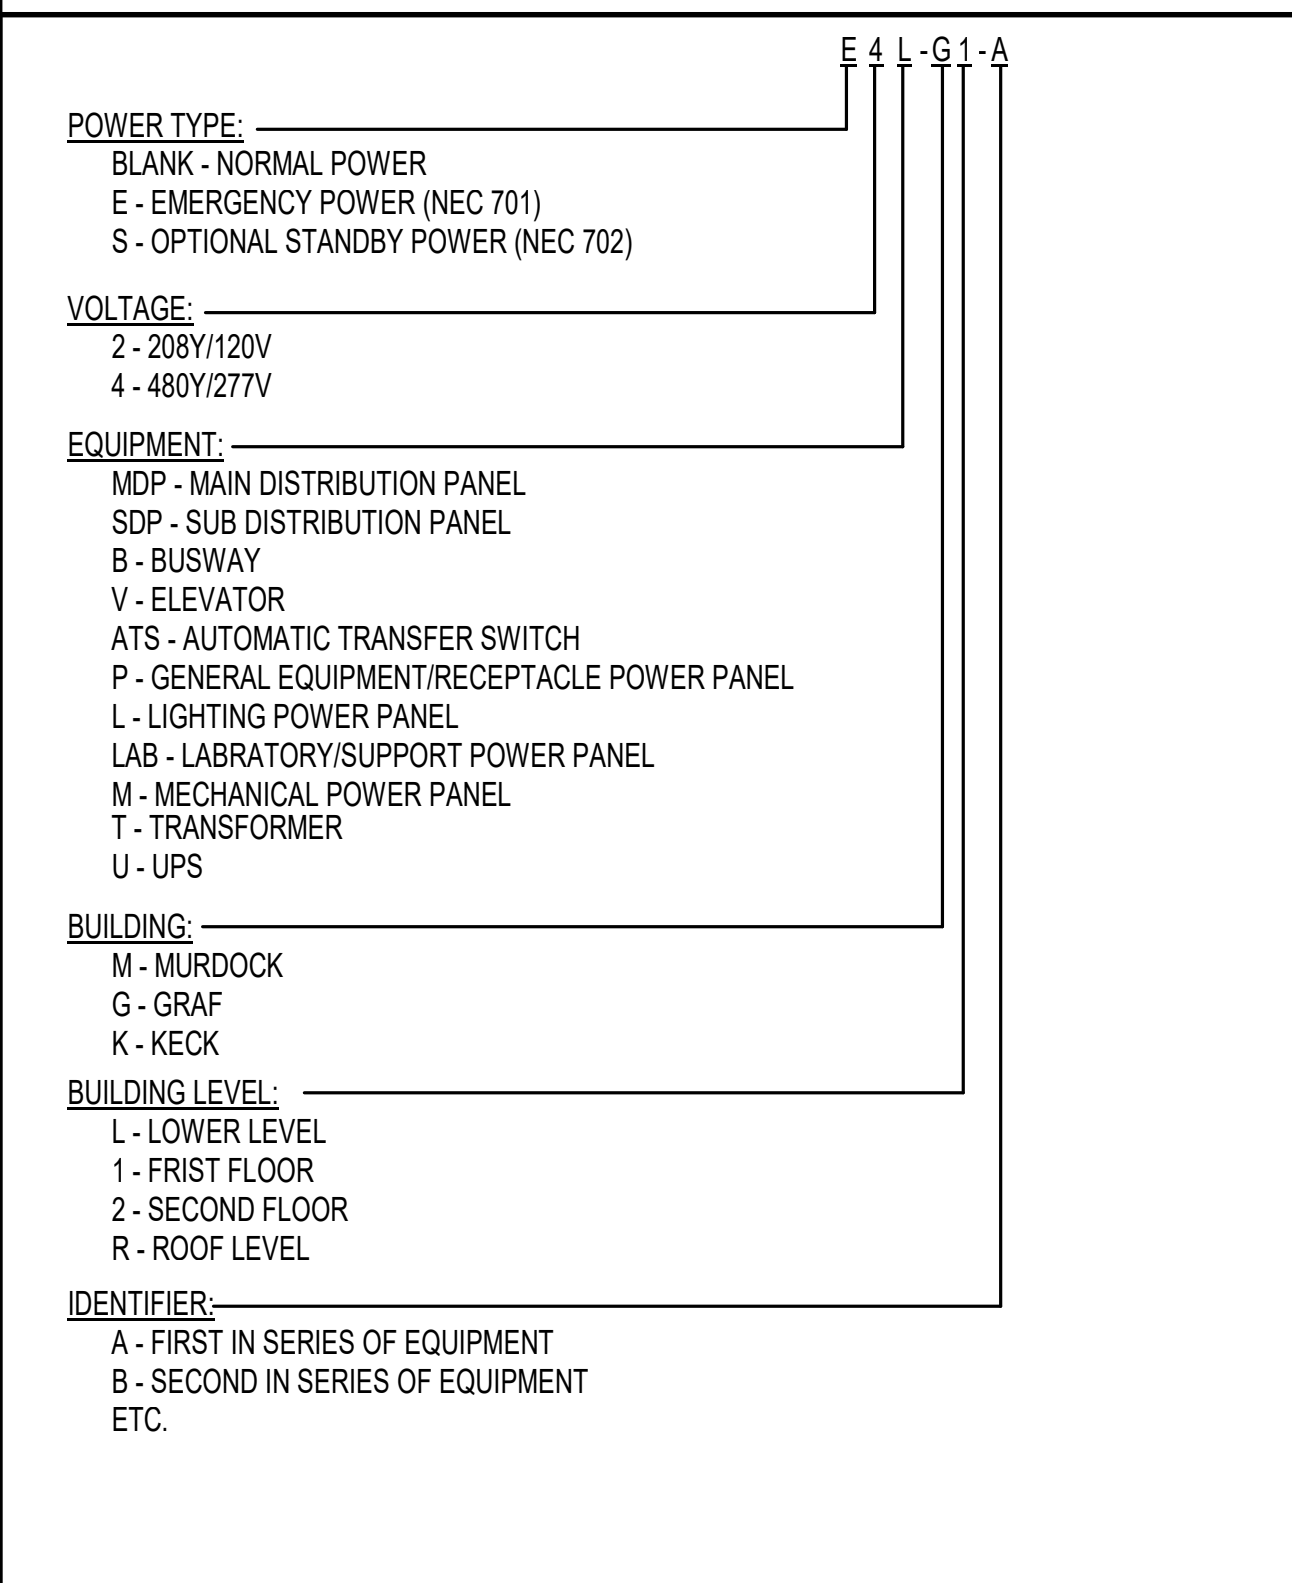 E 4 L - G 1 - A
POWER TYPE:
BLANK - NORMAL POWER
E - EMERGENCY POWER (NEC 701)
S - OPTIONAL STANDBY POWER (NEC 702)
VOLTAGE:
2 - 208Y/120V
4 - 480Y/277V
EQUIPMENT:
MDP - MAIN DISTRIBUTION PANEL
SDP - SUB DISTRIBUTION PANEL
B - BUSWAY
V - ELEVATOR
ATS - AUTOMATIC TRANSFER SWITCH
P - GENERAL EQUIPMENT/RECEPTACLE POWER PANEL
L - LIGHTING POWER PANEL
LAB - LABRATORY/SUPPORT POWER PANEL
M - MECHANICAL POWER PANEL
T - TRANSFORMER
U - UPS
BUILDING:
M - MURDOCK
G - GRAF
K - KECK
BUILDING LEVEL:
L - LOWER LEVEL
1 - FRIST FLOOR
2 - SECOND FLOOR
R - ROOF LEVEL
IDENTIFIER:
A - FIRST IN SERIES OF EQUIPMENT
B - SECOND IN SERIES OF EQUIPMENT
ETC.